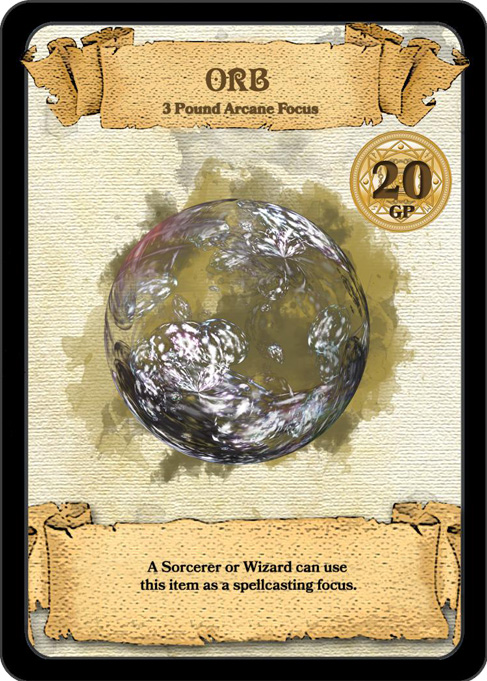 ORB
3 Pound Arcane Focus
20
GP
A Sorcerer or Wizard can use
this item as a spellcasting focus.